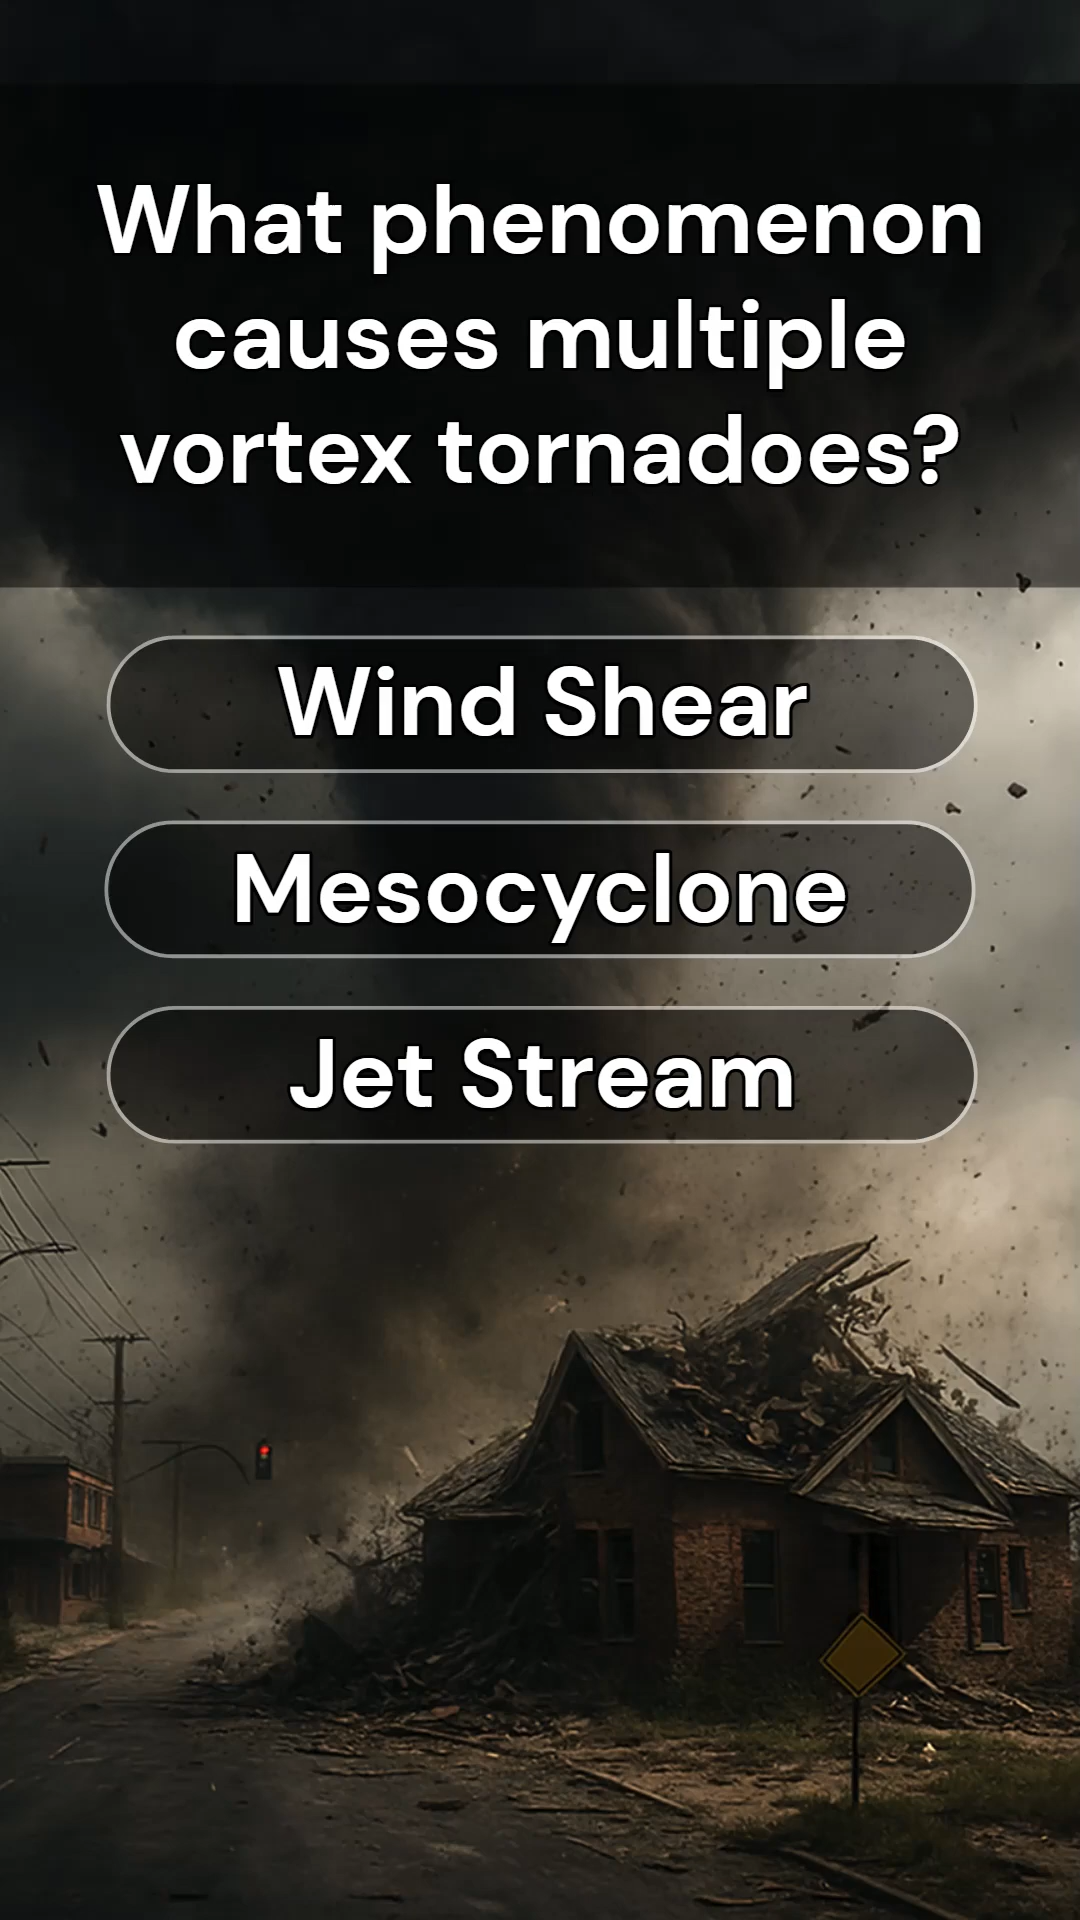 What phenomenon
causes multiple
vortex tornadoes?
Wind Shear
Mesocyclone
Jet Stream